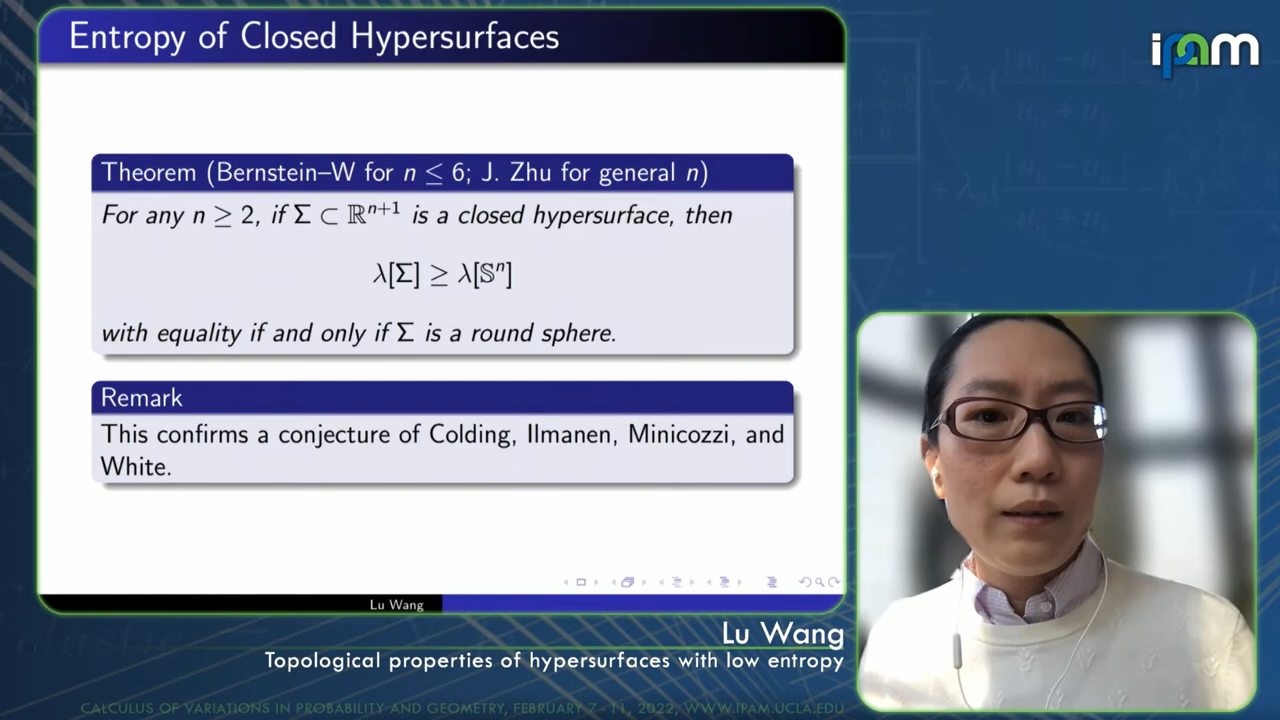 Entropy of Closed Hypersurfaces
ipam
Theorem (Bernstein–W for n ≤ 6; J. Zhu for general n)
For any n ≥ 2, if Σ ⊂ ℝⁿ⁺¹ is a closed hypersurface, then
λ[Σ] ≥ λ[𝕊ⁿ]
with equality if and only if Σ is a round sphere.
Remark
This confirms a conjecture of Colding, Ilmanen, Minicozzi, and
White.
Lu Wang
Lu Wang
Topological properties of hypersurfaces with low entropy
CALCULUS OF VARIATIONS IN PROBABILITY AND GEOMETRY, FEBRUARY 7 - 11, 2022, WWW.IPAM.UCLA.EDU